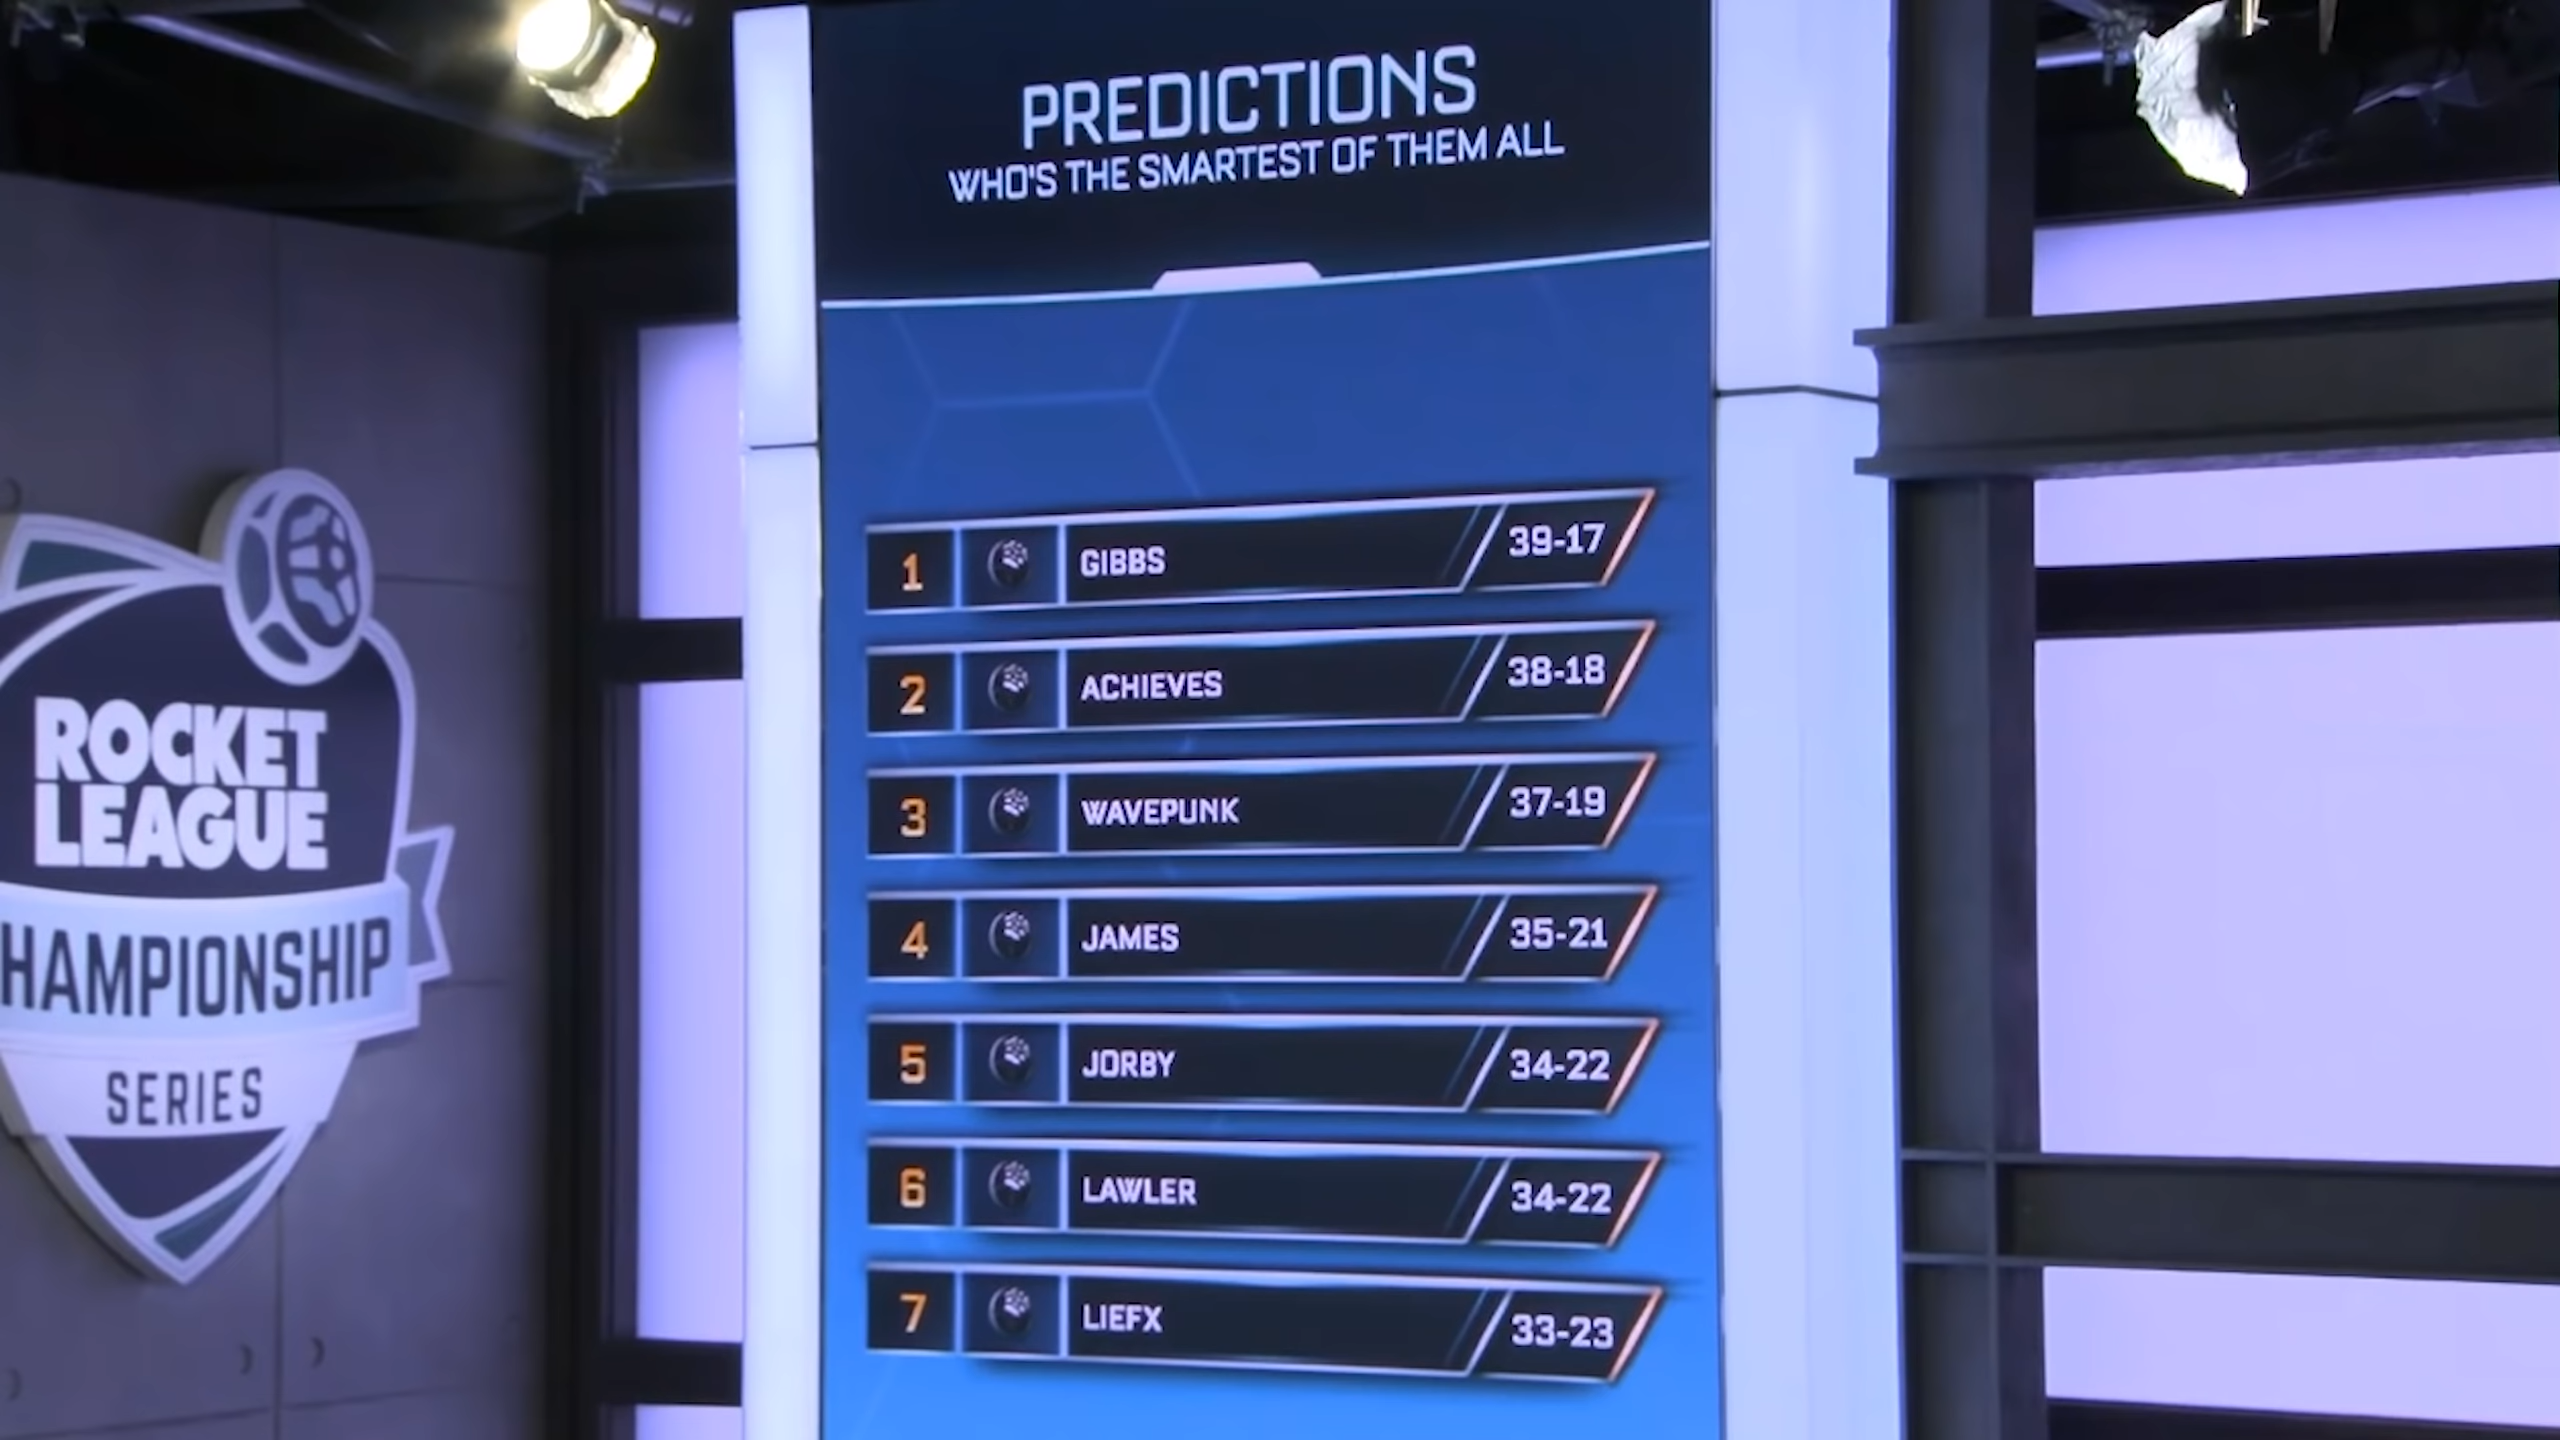 PREDICTIONS
WHO'S THE SMARTEST OF THEM ALL
1 GIBBS 39-17
2 ACHIEVES 38-18
3 WAVEPUNK 37-19
4 JAMES 35-21
5 JORBY 34-22
6 LAWLER 34-22
7 LIEFX 33-23
ROCKET
LEAGUE
HAMPIONSHIP
SERIES